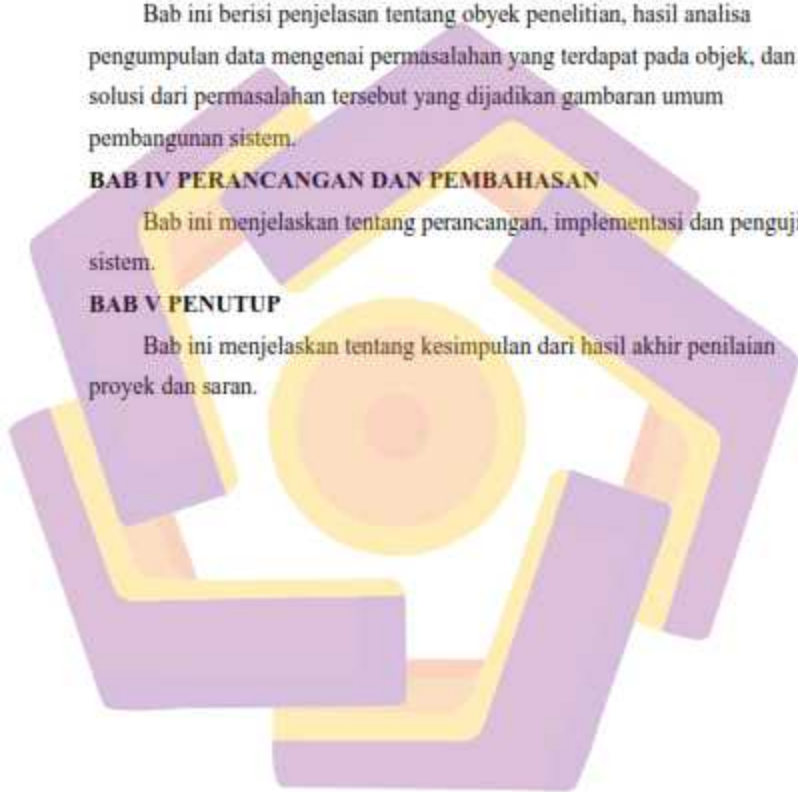 Bab ini berisi penjelasan tentang obyek penelitian, hasil analisa
pengumpulan data mengenai permasalahan yang terdapat pada objek, dan
solusi dari permasalahan tersebut yang dijadikan gambaran umum
pembangunan sistem.
BAB IV PERANCANGAN DAN PEMBAHASAN
Bab ini menjelaskan tentang perancangan, implementasi dan penguji
sistem.
BAB V PENUTUP
Bab ini menjelaskan tentang kesimpulan dari hasil akhir penilaian
proyek dan saran.